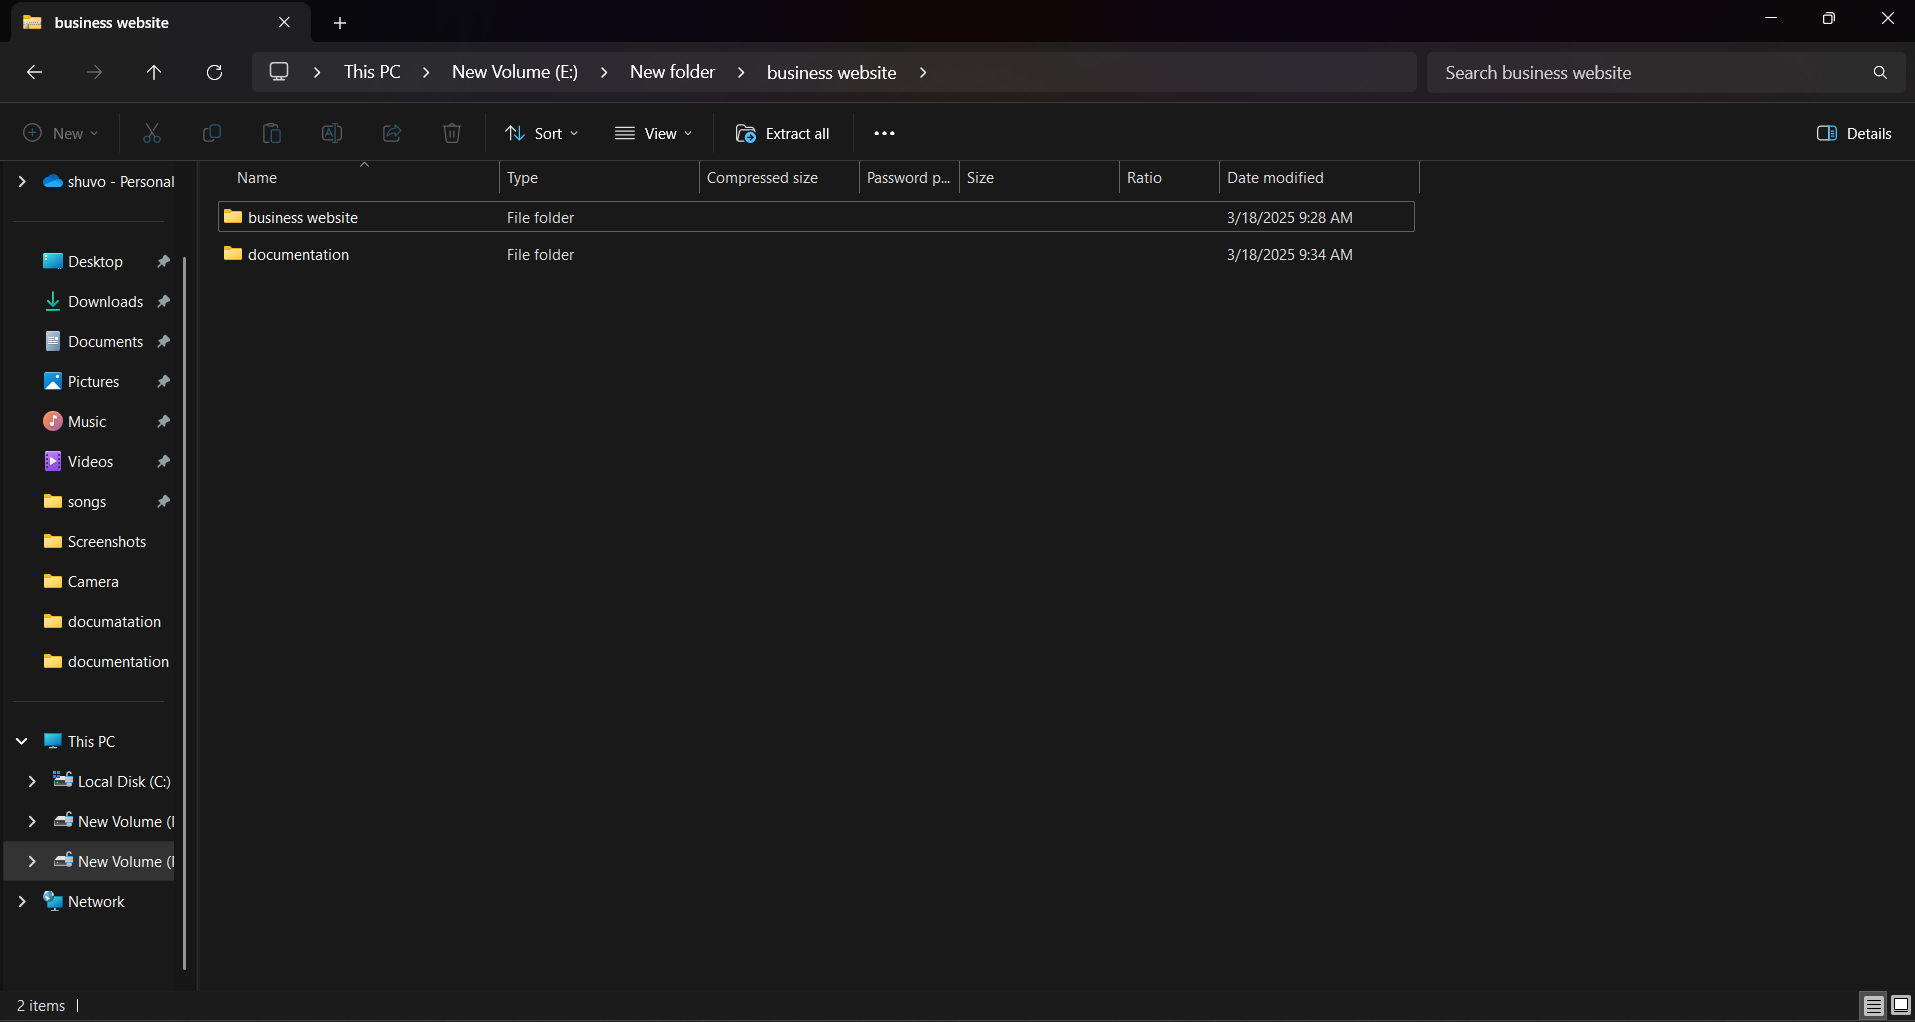 business website
This PC > New Volume (E:) > New folder > business website >
Search business website
New
Sort
View
Extract all
Details
shuvo - Personal
Desktop
Downloads
Documents
Pictures
Music
Videos
songs
Screenshots
Camera
documatation
documentation
This PC
Local Disk (C:)
New Volume (
New Volume (
Network
Name Type Compressed size Password p... Size Ratio Date modified
business website File folder 3/18/2025 9:28 AM
documentation File folder 3/18/2025 9:34 AM
2 items